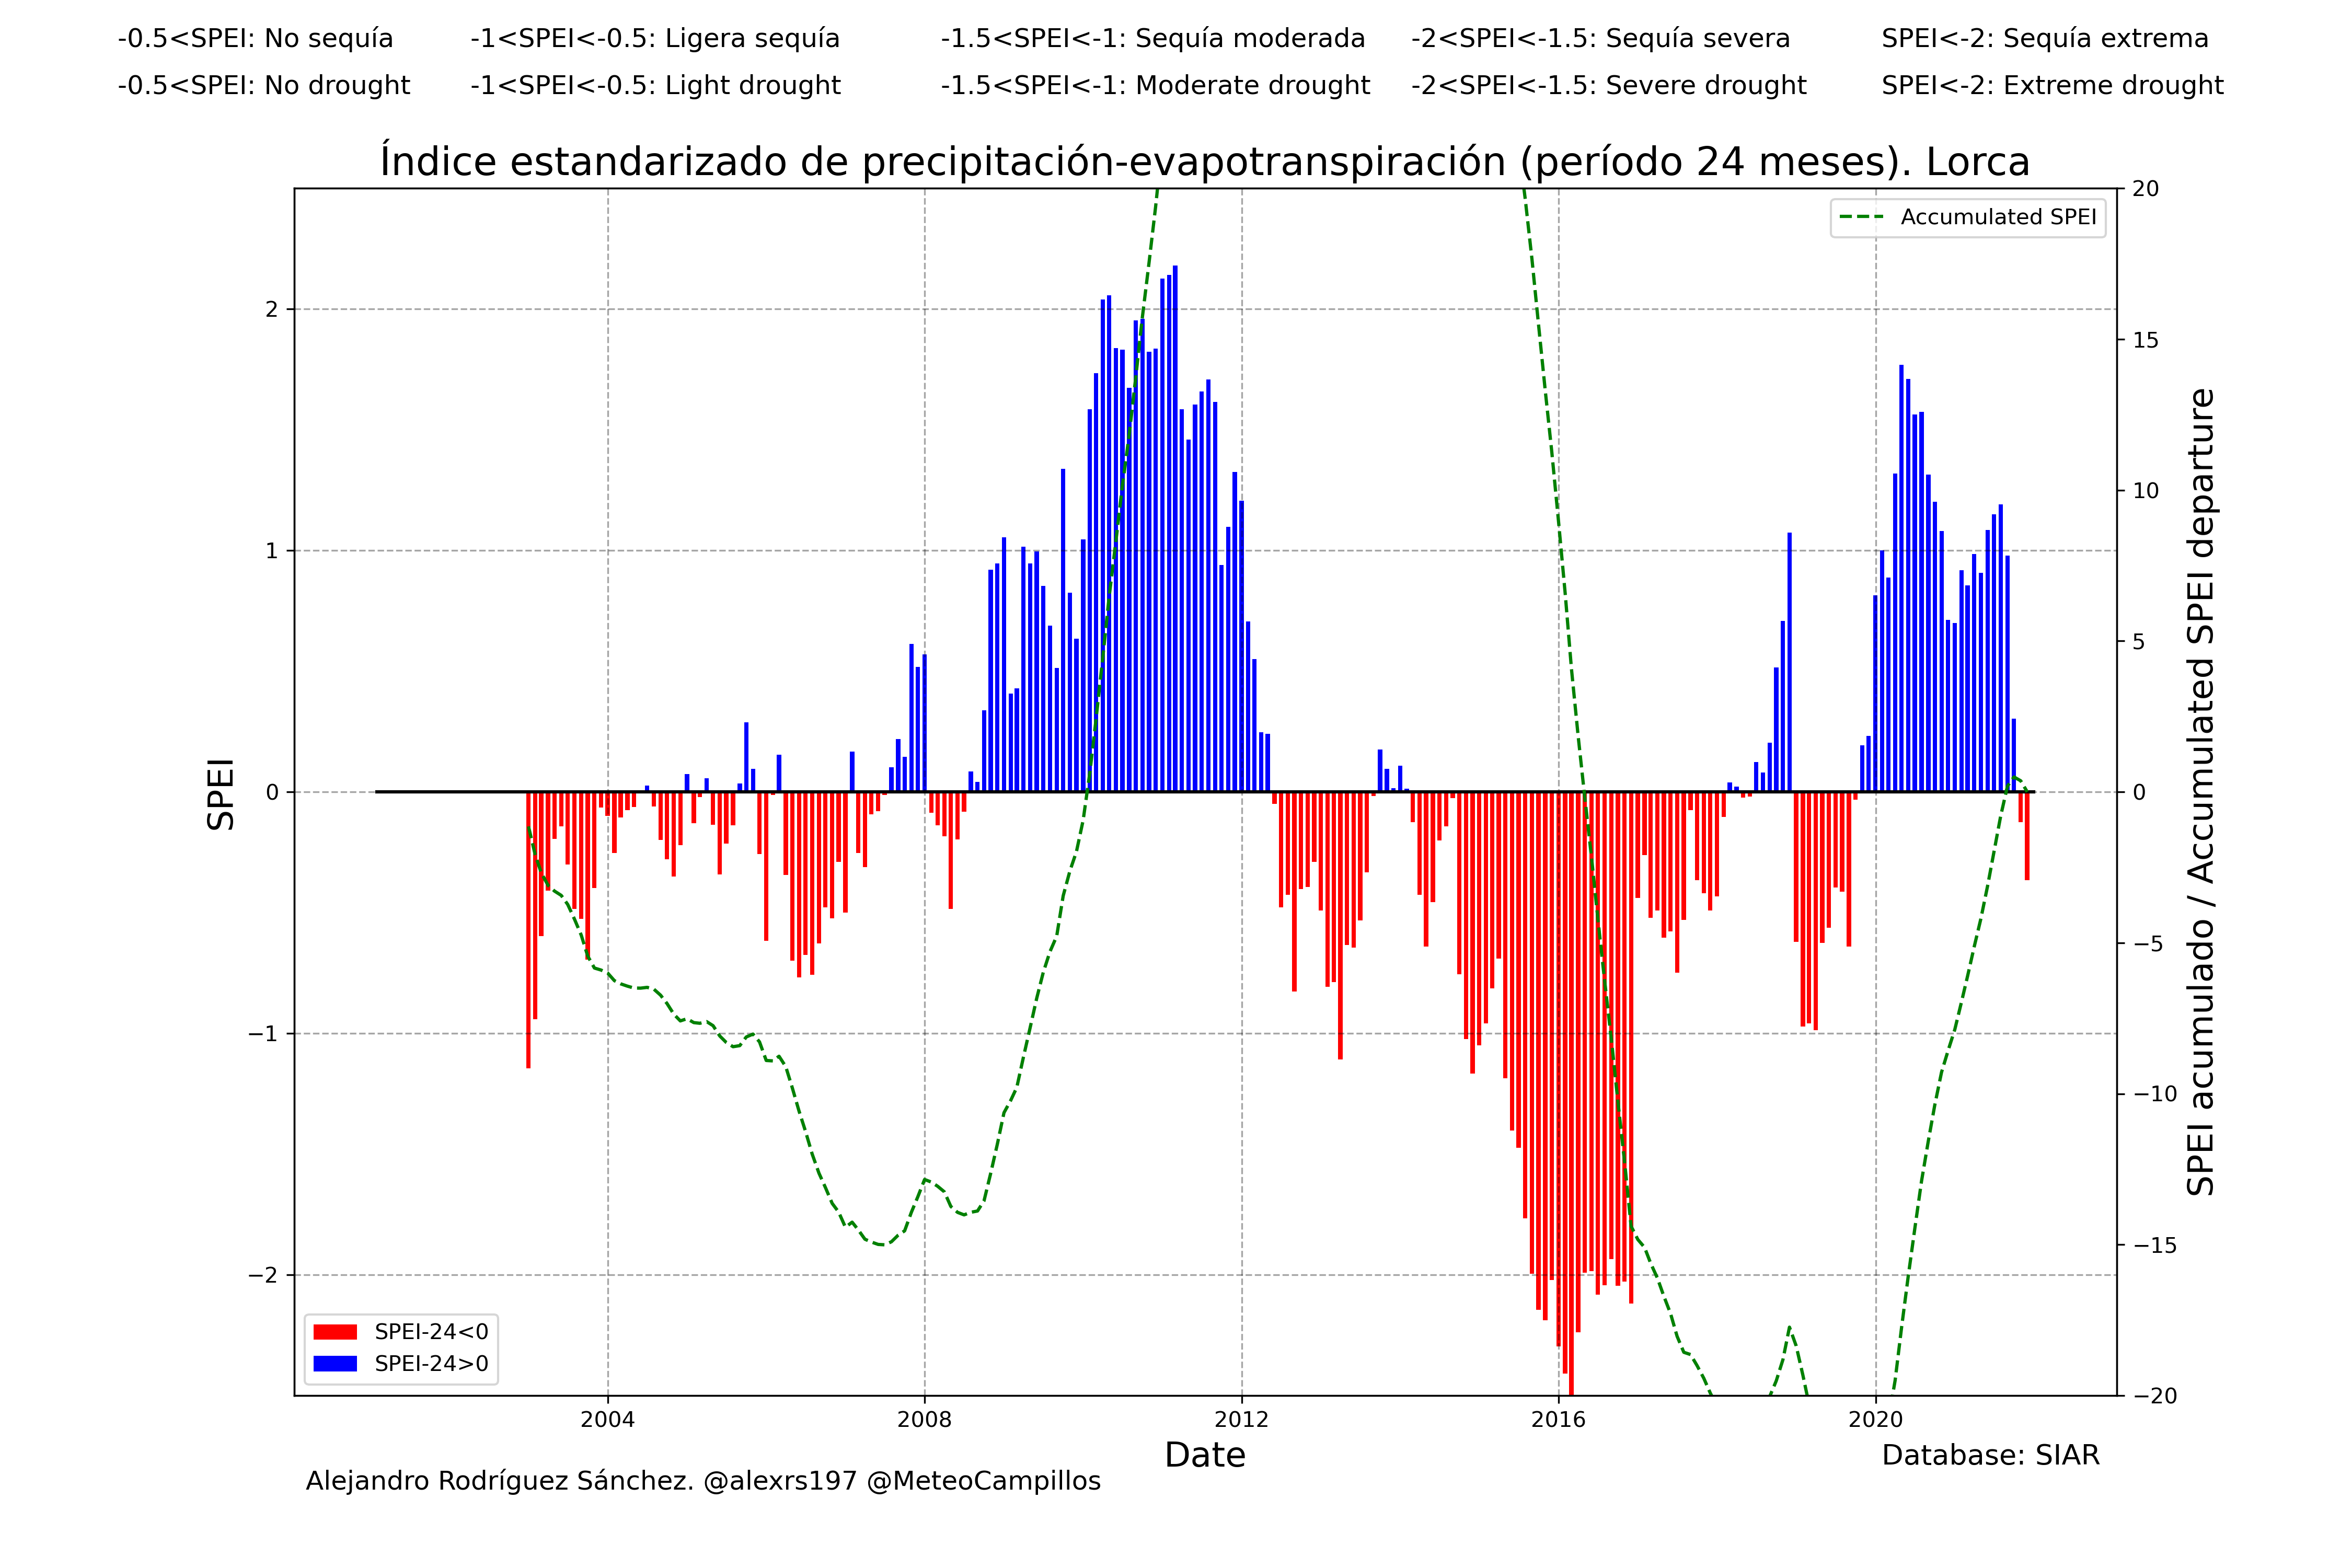 -0.5<SPEI: No sequía -1<SPEI<-0.5: Ligera sequía -1.5<SPEI<-1: Sequía moderada -2<SPEI<-1.5: Sequía severa SPEI<-2: Sequía extrema
-0.5<SPEI: No drought -1<SPEI<-0.5: Light drought -1.5<SPEI<-1: Moderate drought -2<SPEI<-1.5: Severe drought SPEI<-2: Extreme drought
Índice estandarizado de precipitación-evapotranspiración (período 24 meses). Lorca
Accumulated SPEI
2
1
0
−1
−2
SPEI
20
15
10
5
0
−5
−10
−15
−20
SPEI acumulado / Accumulated SPEI departure
SPEI-24<0
SPEI-24>0
2004 2008 2012 2016 2020
Date
Database: SIAR
Alejandro Rodríguez Sánchez. @alexrs197 @MeteoCampillos